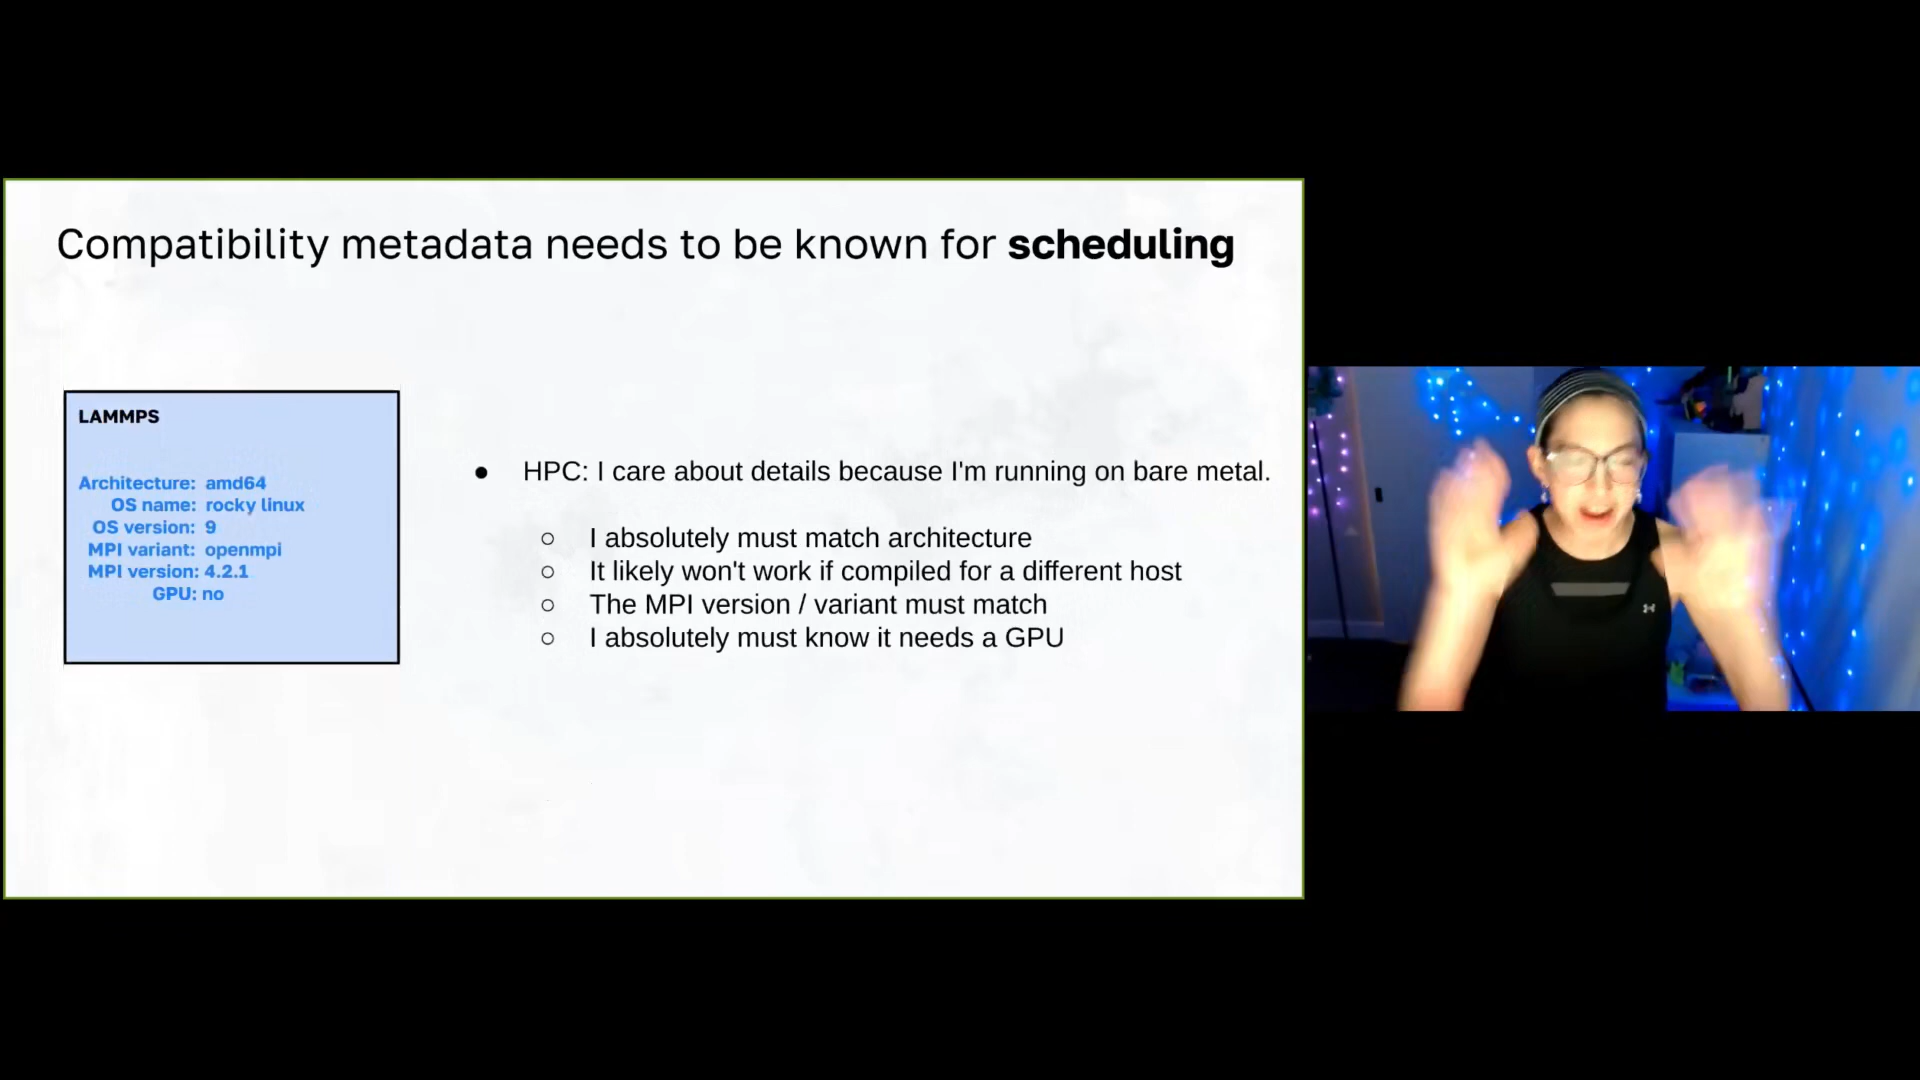 Compatibility metadata needs to be known for scheduling
LAMMPS
Architecture: amd64
OS name: rocky linux
OS version: 9
MPI variant: openmpi
MPI version: 4.2.1
GPU: no
● HPC: I care about details because I'm running on bare metal.
○ I absolutely must match architecture
○ It likely won't work if compiled for a different host
○ The MPI version / variant must match
○ I absolutely must know it needs a GPU